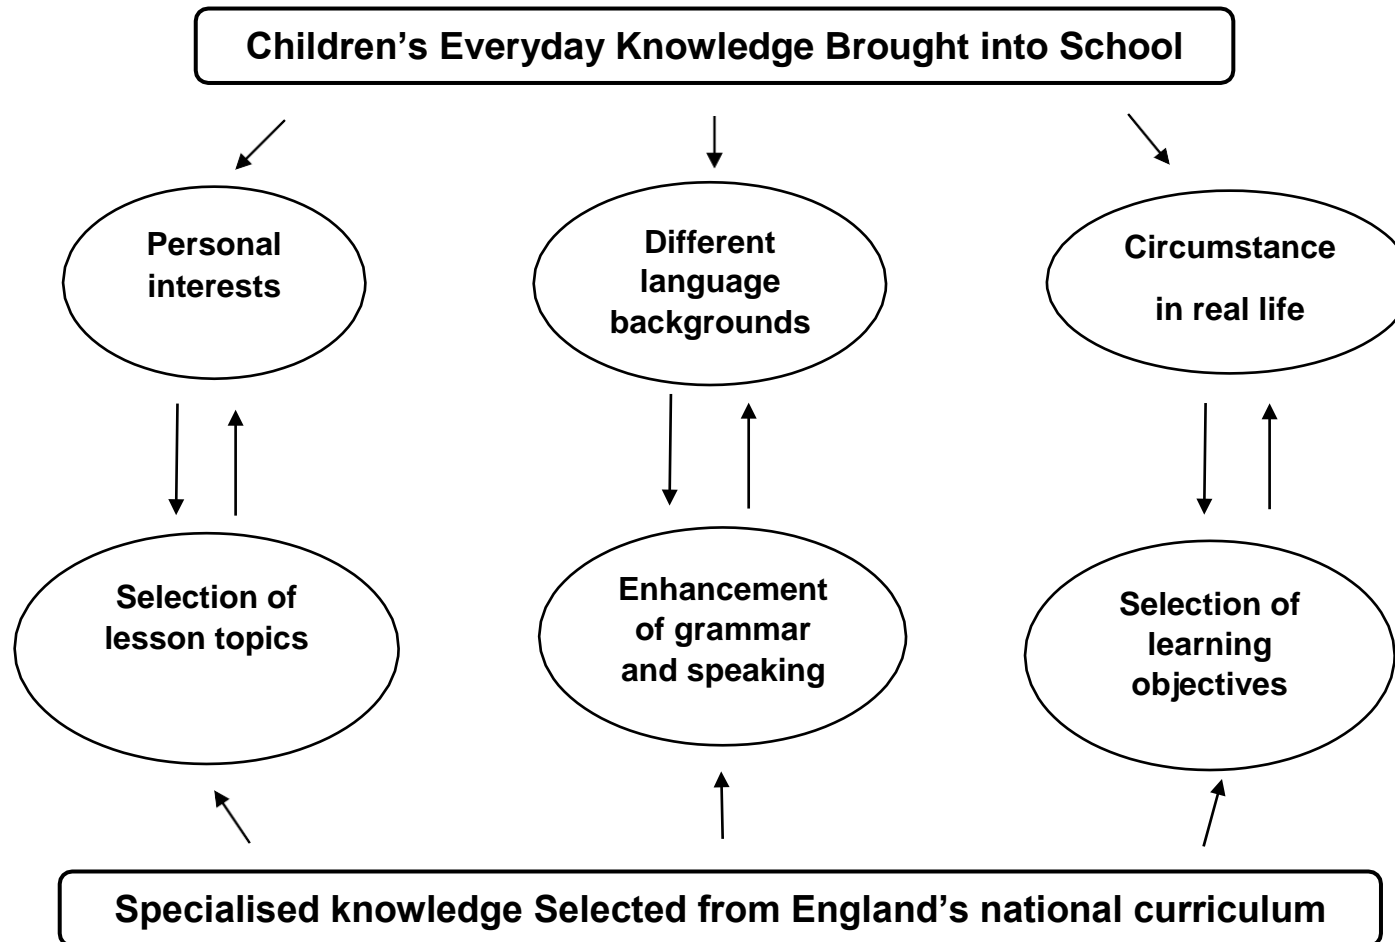 Children’s Everyday Knowledge Brought into School
Personal
interests
Different
language
backgrounds
Circumstance
in real life
Selection of
lesson topics
Enhancement
of grammar
and speaking
Selection of
learning
objectives
Specialised knowledge Selected from England’s national curriculum